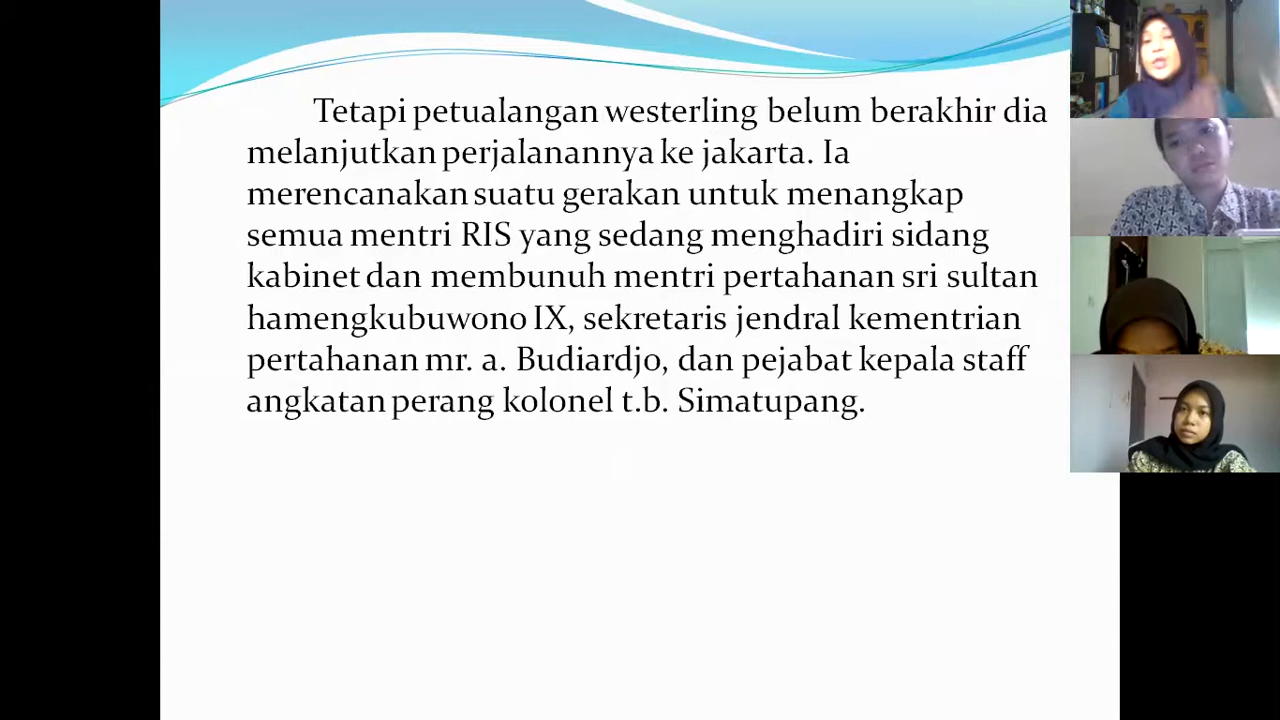 Tetapi petualangan westerling belum berakhir dia
melanjutkan perjalanannya ke jakarta. Ia
merencanakan suatu gerakan untuk menangkap
semua mentri RIS yang sedang menghadiri sidang
kabinet dan membunuh mentri pertahanan sri sultan
hamengkubuwono IX, sekretaris jendral kementrian
pertahanan mr. a. Budiardjo, dan pejabat kepala staff
angkatan perang kolonel t.b. Simatupang.